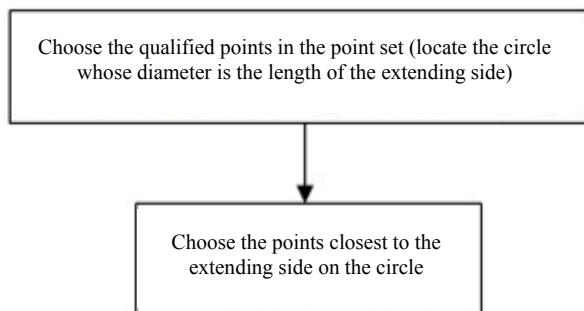 Choose the qualified points in the point set (locate the circle
whose diameter is the length of the extending side)
Choose the points closest to the
extending side on the circle